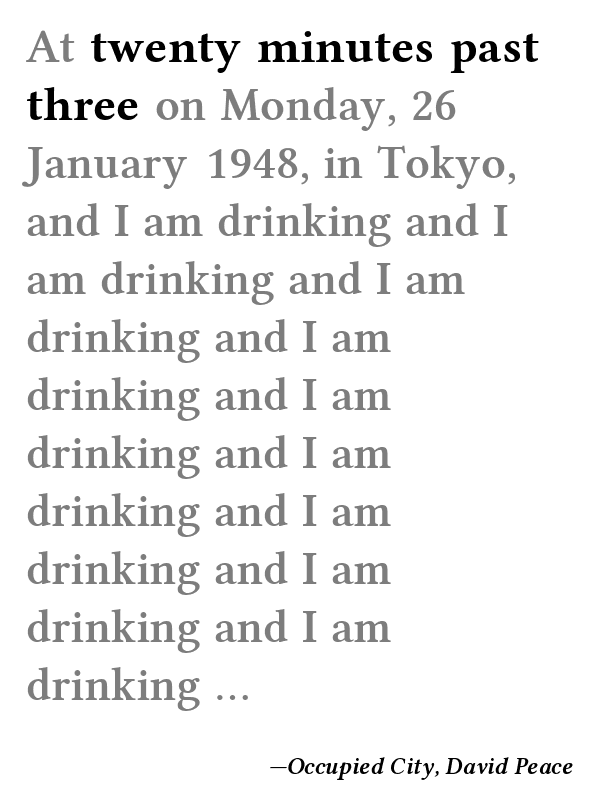 At twenty minutes past
three on Monday, 26
January 1948, in Tokyo,
and I am drinking and I
am drinking and I am
drinking and I am
drinking and I am
drinking and I am
drinking and I am
drinking and I am
drinking and I am
drinking …
—Occupied City, David Peace